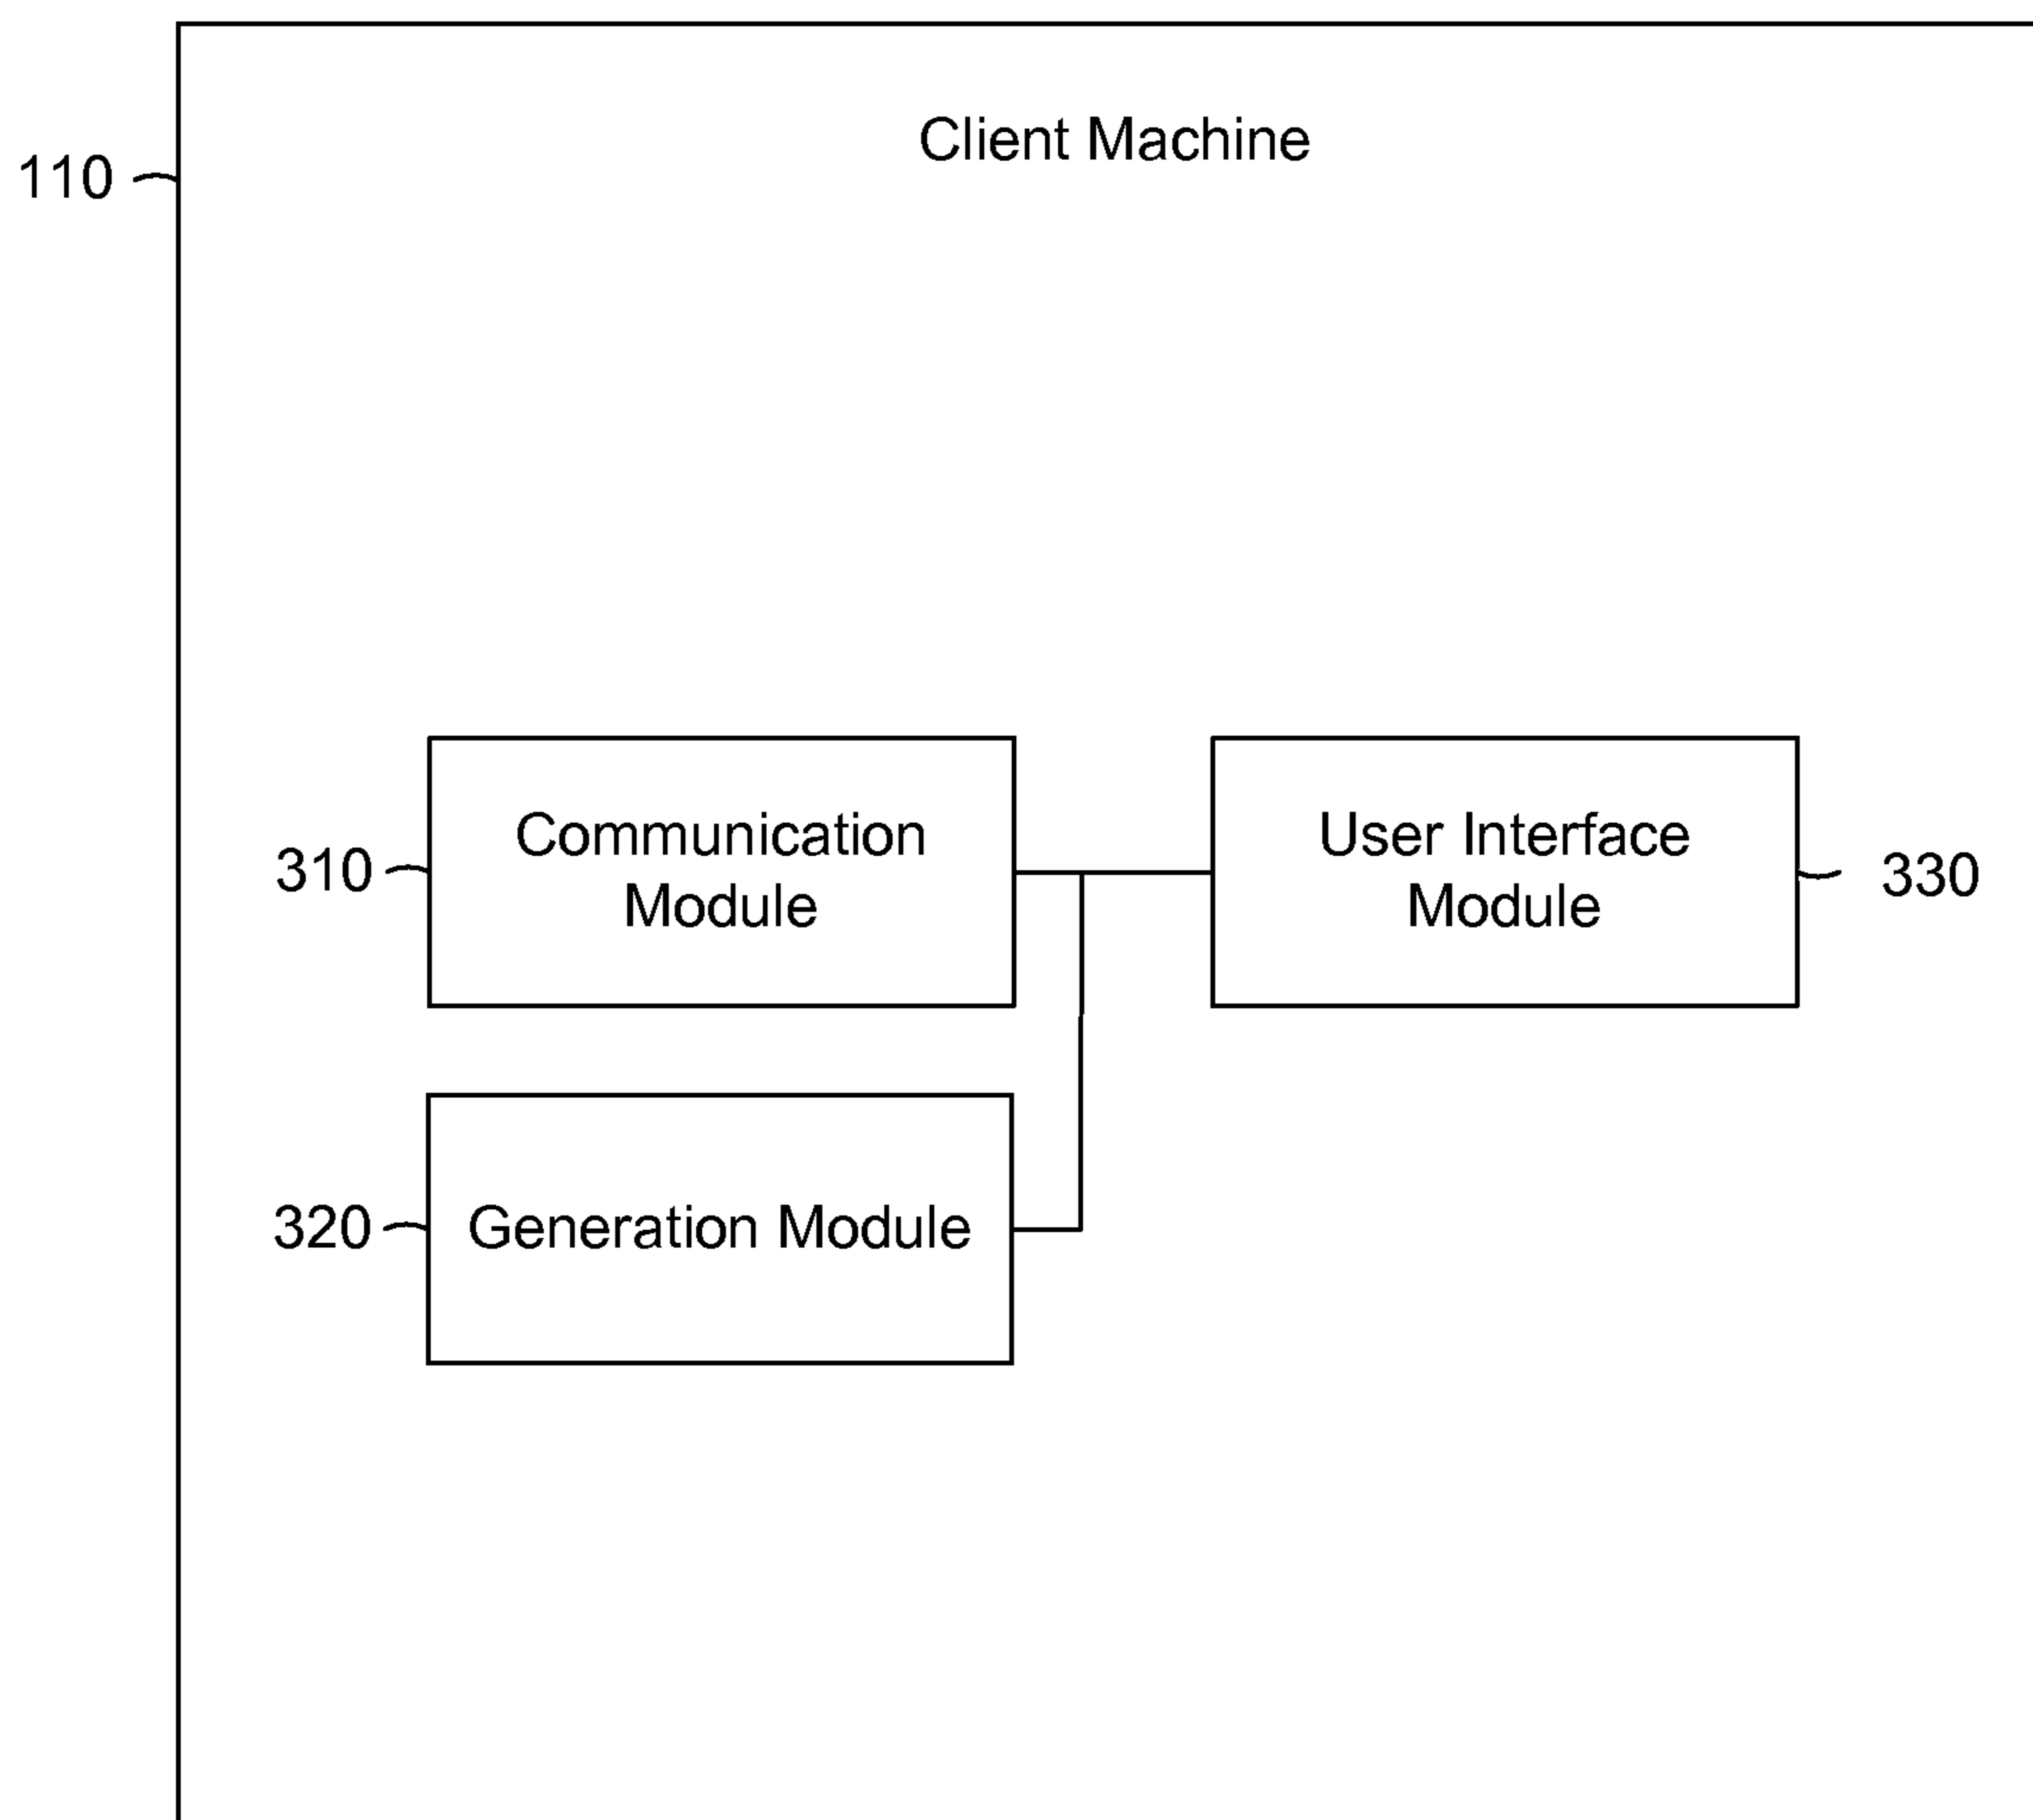 Client Machine
110
Communication
Module
310
User Interface
Module
330
320
Generation Module